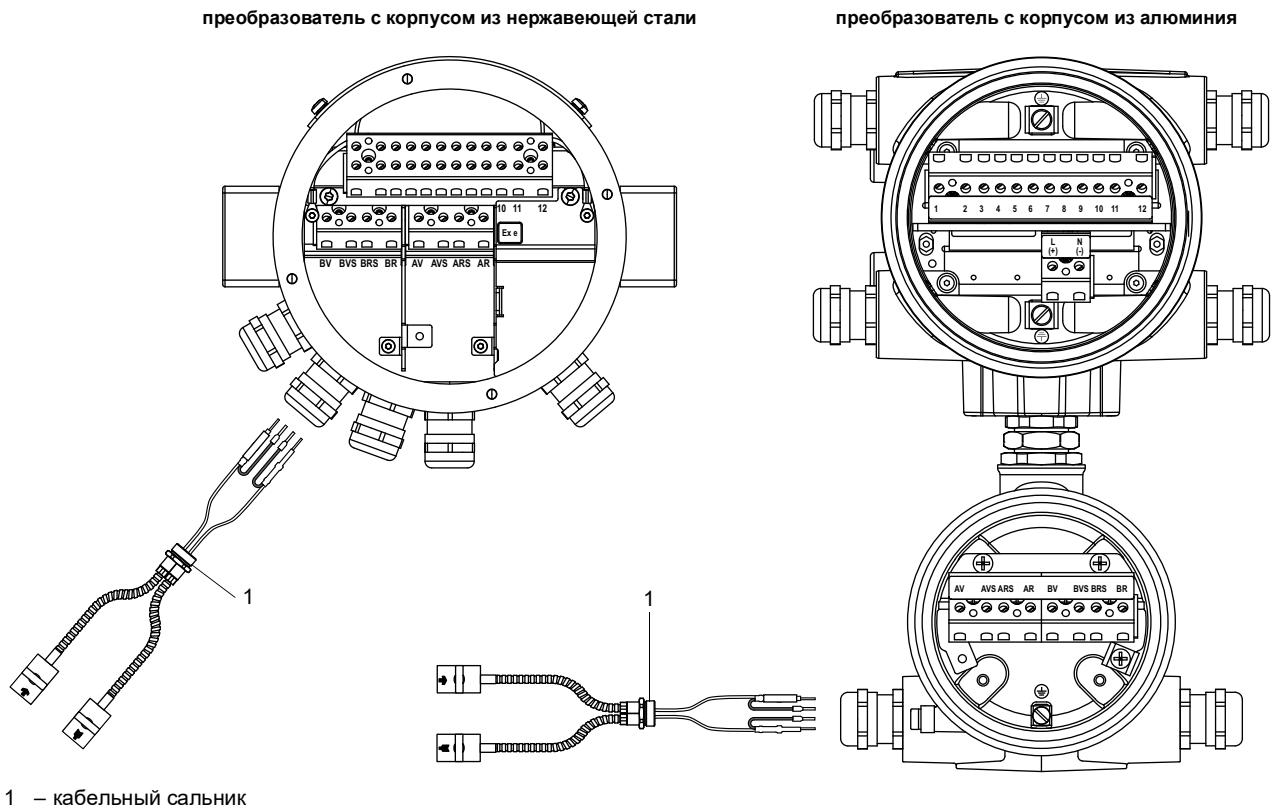 преобразователь с корпусом из нержавеющей стали
преобразователь с корпусом из алюминия
10 11 12
Ex e
BV BVS BRS BR AV AVS ARS AR
1 2 3 4 5 6 7 8 9 10 11 12
L N
(+) (-)
AV AVS ARS AR BV BVS BRS BR
1
1
1 – кабельный сальник